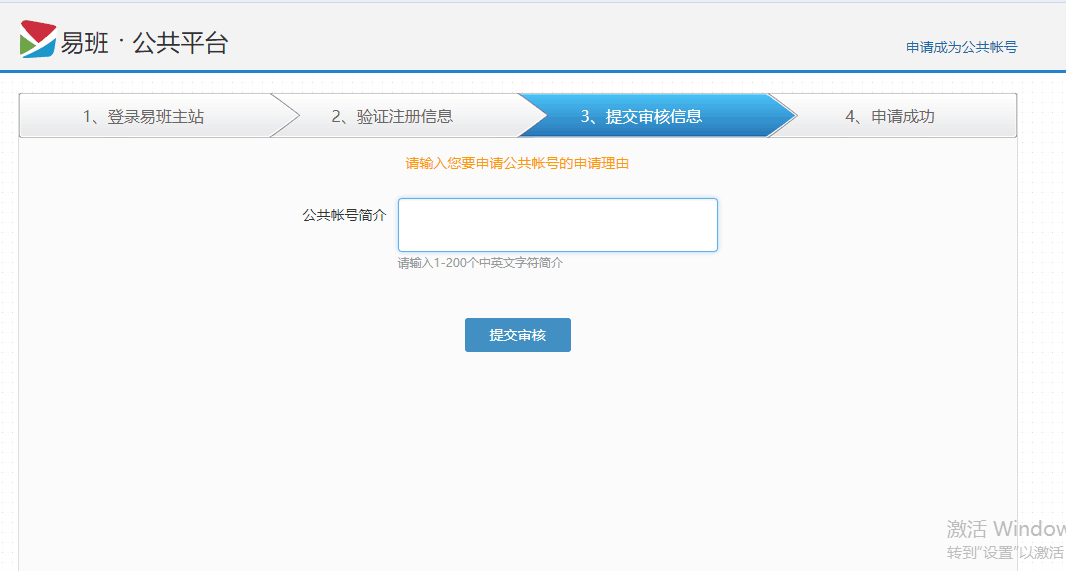 易班 · 公共平台
申请成为公共帐号
1、登录易班主站
2、验证注册信息
3、提交审核信息
4、申请成功
请输入您要申请公共帐号的申请理由
公共帐号简介
请输入1-200个中英文字符简介
提交审核
激活 Window
转到"设置"以激活